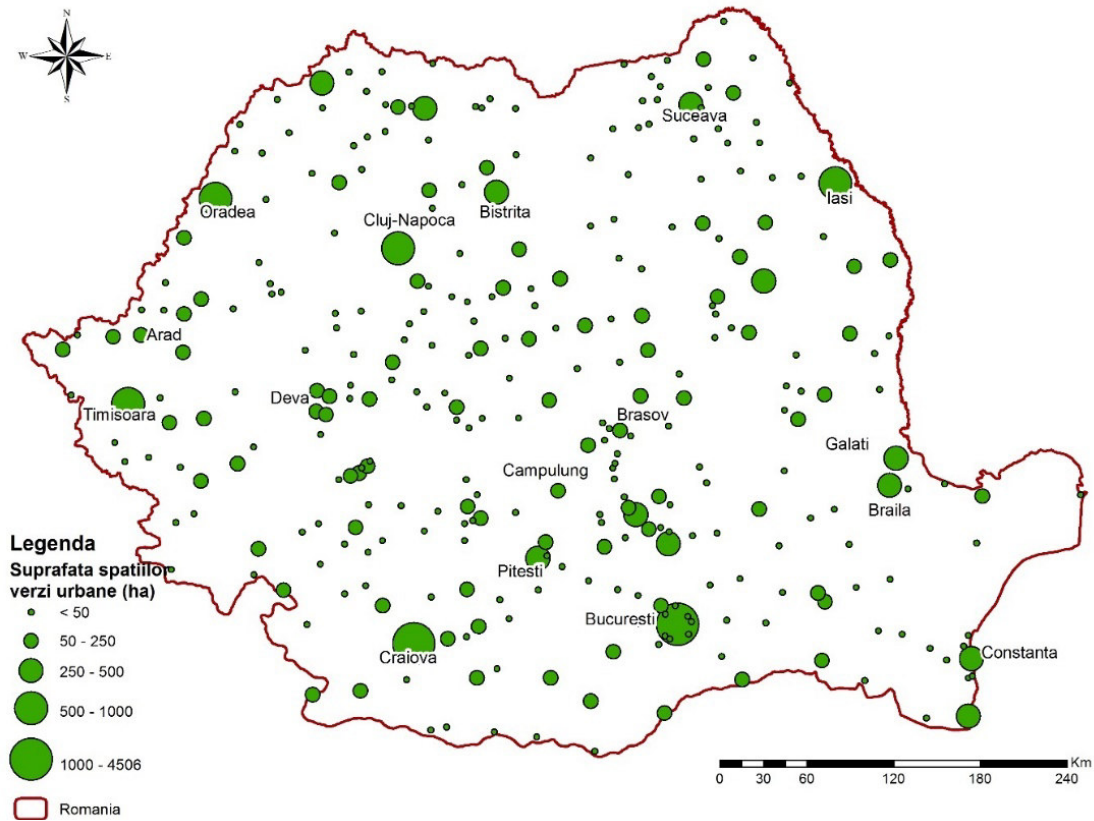 N
W
E
S
Suceava
Iasi
Oradea
Bistrita
Cluj-Napoca
Arad
Timisoara
Deva
Brasov
Galati
Campulung
Braila
Pitesti
Bucuresti
Craiova
Constanta
Legenda
Suprafata spatiilor
verzi urbane (ha)
< 50
50 - 250
250 - 500
500 - 1000
1000 - 4506
Romania
Km
0 30 60 120 180 240